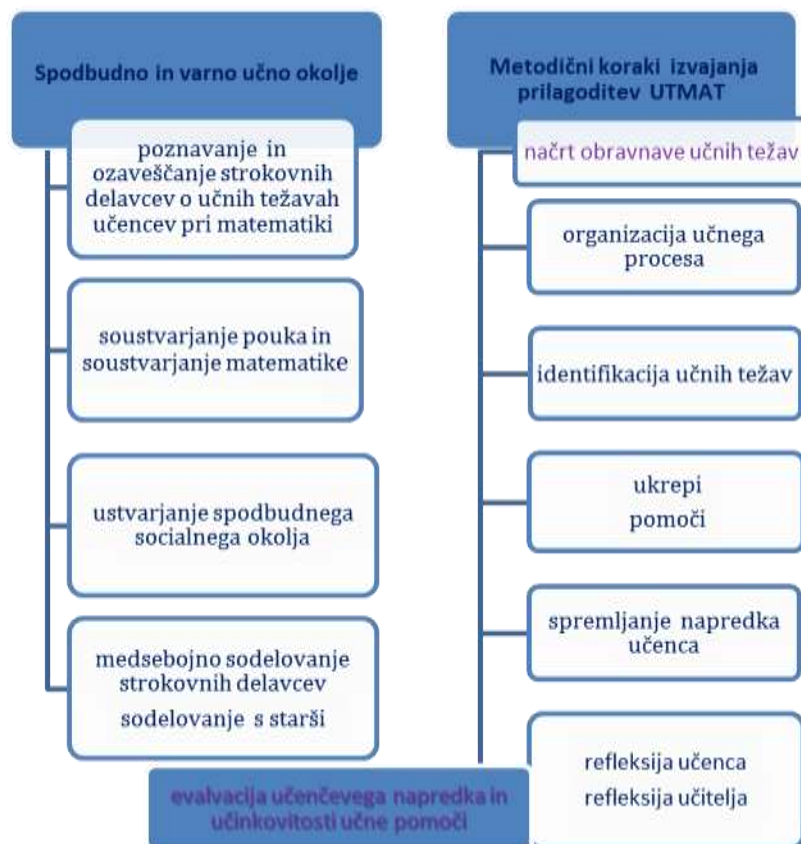 Spodbudno in varno učno okolje
poznavanje in
ozaveščanje strokovnih
delavcev o učnih težavah
učencev pri matematiki
soustvarjanje pouka in
soustvarjanje matematike
ustvarjanje spodbudnega
socialnega okolja
medsebojno sodelovanje
strokovnih delavcev
sodelovanje s starši
Metodični koraki izvajanja
prilagoditev UTMAT
načrt obravnave učnih težav
organizacija učnega
procesa
identifikacija učnih težav
ukrepi
pomoči
spremljanje napredka
učenca
refleksija učenca
refleksija učitelja
evalvacija učenčevega napredka in
učinkovitosti učne pomoči